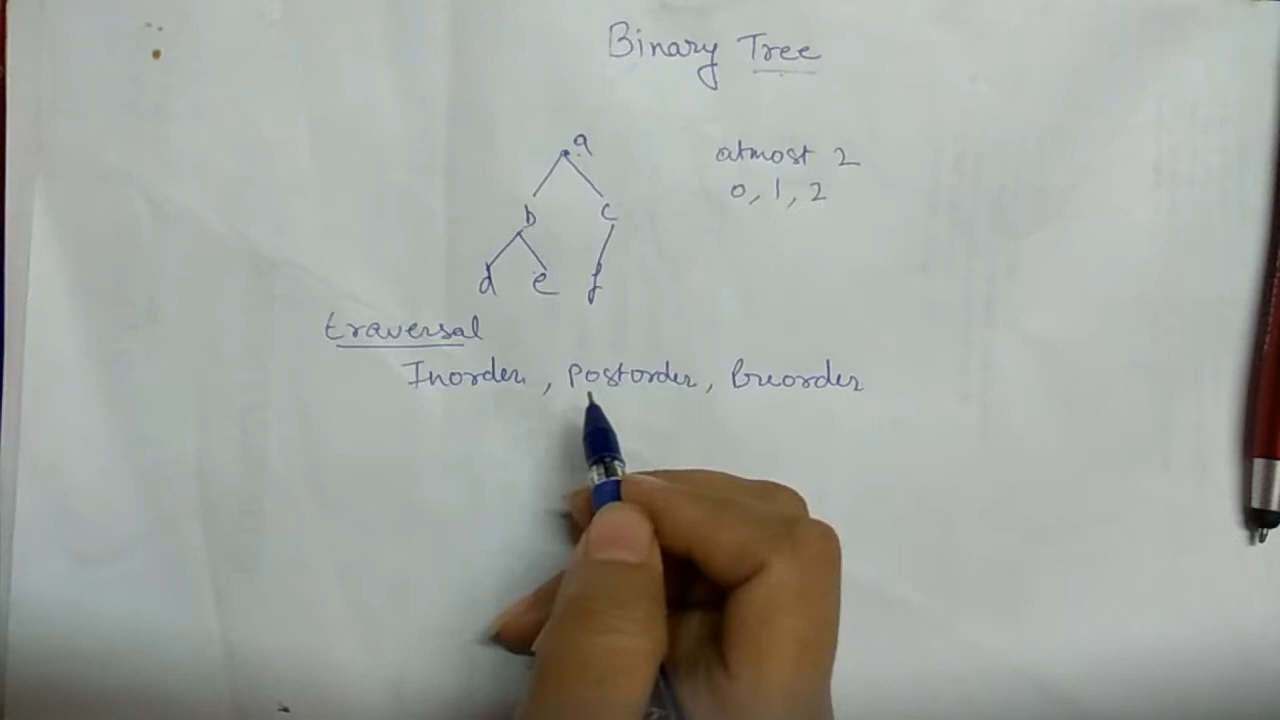 Binary Tree
a
atmost 2
0, 1, 2
b c
d e f
traversal
Inorder, postorder, Preorder